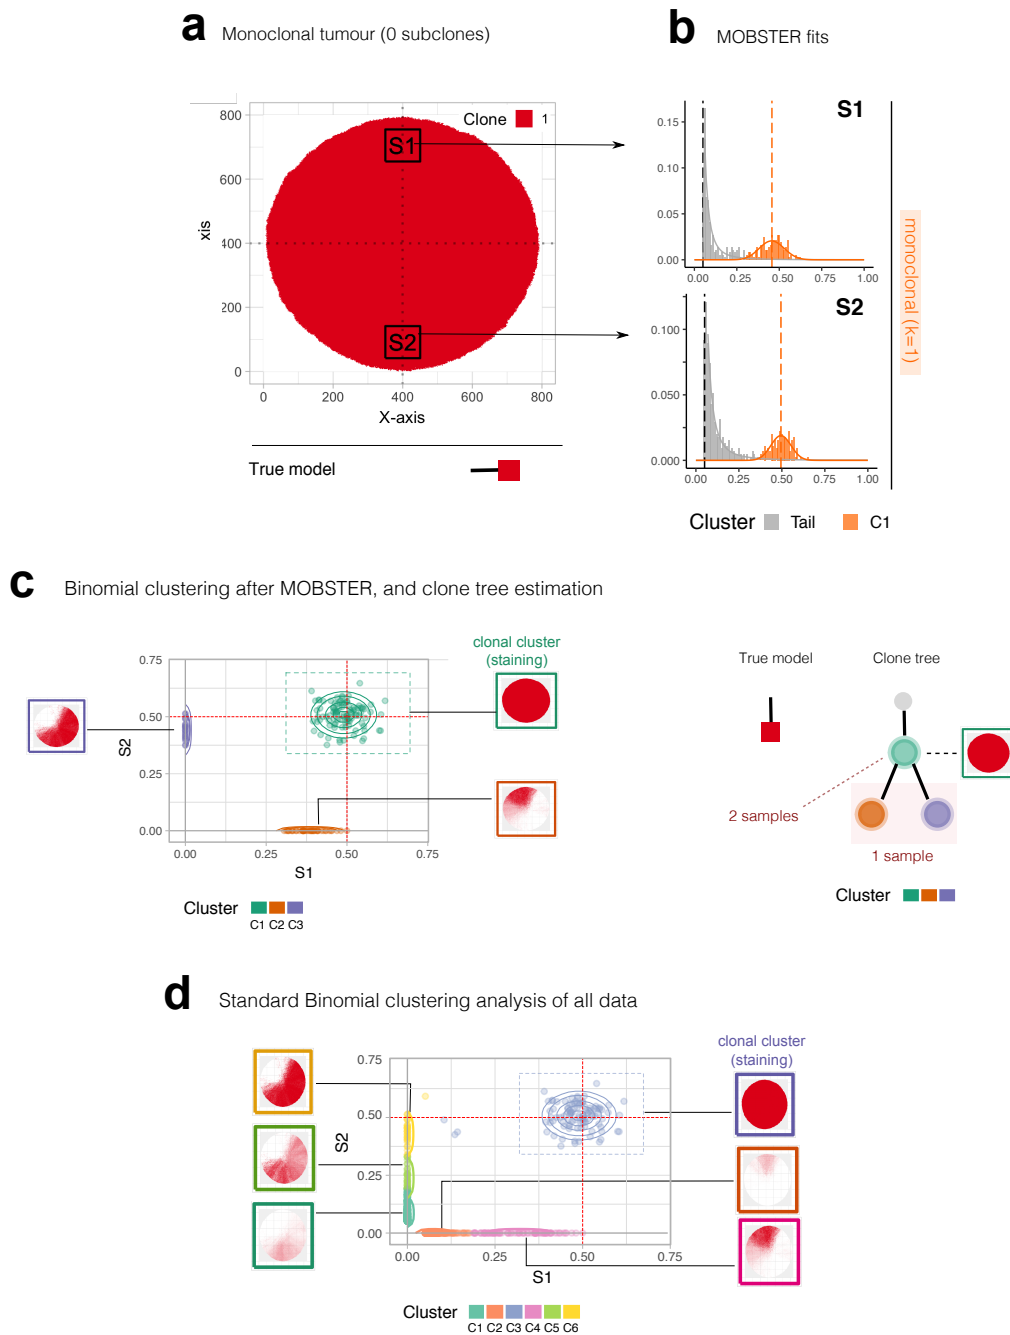 a Monoclonal tumour (0 subclones)
800
600
400
200
0
xis
0 200 400 600 800
X-axis
Clone 1
S1
S2
True model
b MOBSTER fits
S1
0.15
0.10
0.05
0.00
0.00 0.25 0.50 0.75 1.00
S2
0.100
0.050
0.000
0.00 0.25 0.50 0.75 1.00
monoclonal (k=1)
Cluster Tail C1
c Binomial clustering after MOBSTER, and clone tree estimation
clonal cluster
(staining)
0.75
0.50
0.25
0.00
S2
0.00 0.25 0.50 0.75
S1
Cluster
C1 C2 C3
True model Clone tree
2 samples
1 sample
Cluster
d Standard Binomial clustering analysis of all data
clonal cluster
(staining)
0.75
0.50
0.25
0.00
S2
0.00 0.25 0.50 0.75
S1
Cluster
C1 C2 C3 C4 C5 C6